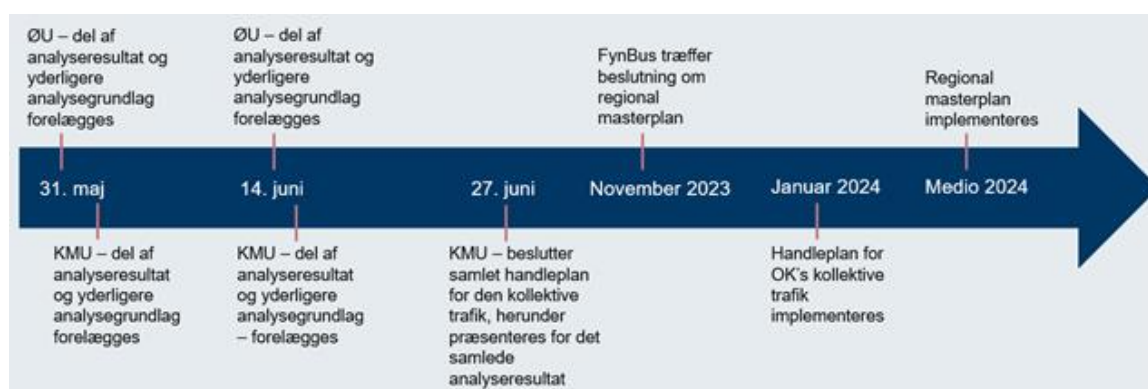 ØU – del af
analyseresultat og
yderligere
analysegrundlag
forelægges
ØU – del af
analyseresultat og
yderligere
analysegrundlag
forelægges
FynBus træffer
beslutning om
regional
masterplan
Regional
masterplan
implementeres
31. maj
14. juni
27. juni
November 2023
Januar 2024
Medio 2024
KMU – del af
analyseresultat
og yderligere
analysegrundlag
forelægges
KMU – del af
analyseresultat
og yderligere
analysegrundlag
– forelægges
KMU – beslutter
samlet handleplan
for den kollektive
trafik, herunder
præsenteres for det
samlede
analyseresultat
Handleplan for
OK's kollektive
trafik
implementeres